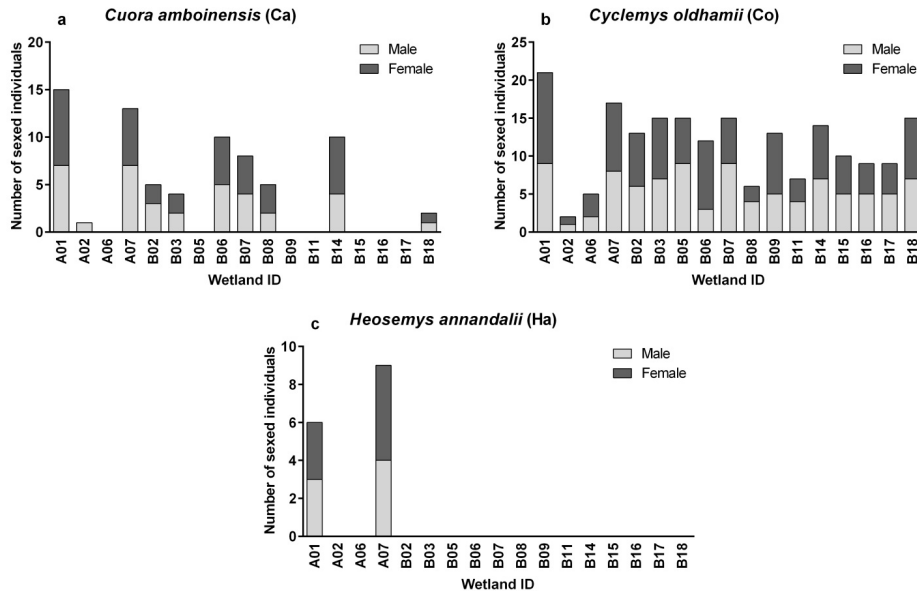 a
Cuora amboinensis (Ca)
Number of sexed individuals
20
15
10
5
0
Male
Female
A01 A02 A06 A07 B02 B03 B05 B06 B07 B08 B09 B11 B14 B15 B16 B17 B18
Wetland ID
b
Cyclemys oldhamii (Co)
Number of sexed individuals
25
20
15
10
5
0
Male
Female
A01 A02 A06 A07 B02 B03 B05 B06 B07 B08 B09 B11 B14 B15 B16 B17 B18
Wetland ID
c
Heosemys annandalii (Ha)
Number of sexed individuals
10
8
6
4
2
0
Male
Female
A01 A02 A06 A07 B02 B03 B05 B06 B07 B08 B09 B11 B14 B15 B16 B17 B18
Wetland ID